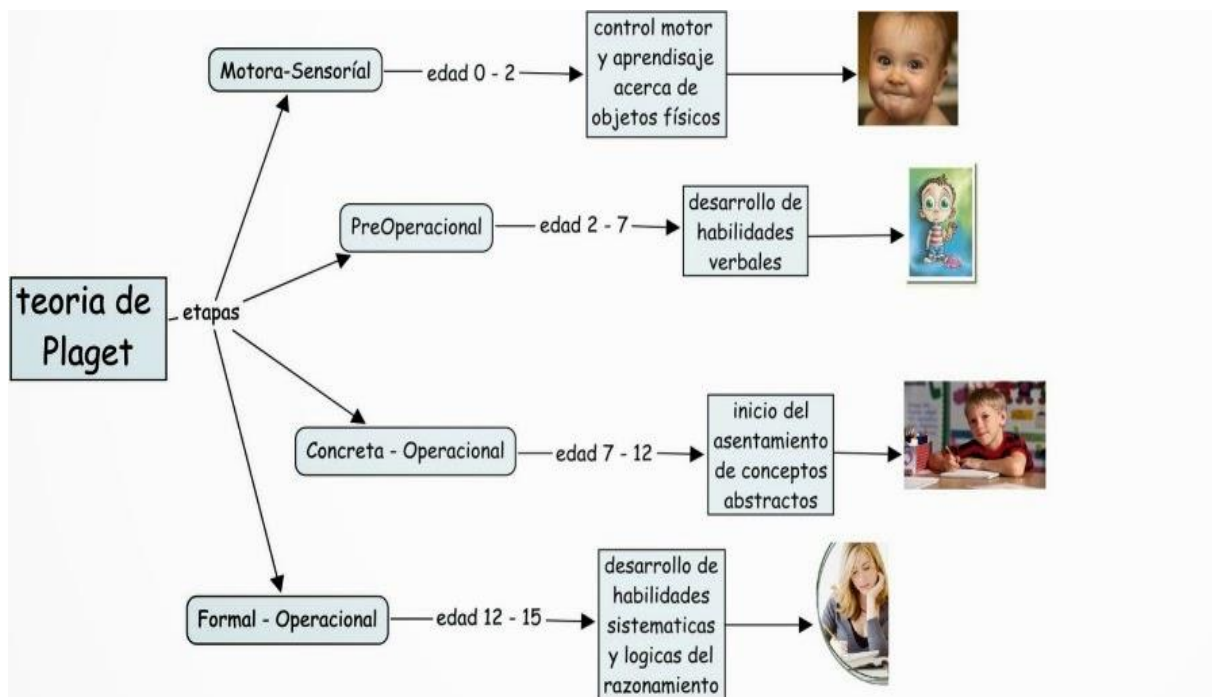 teoria de
Plaget
etapas
Motora-Sensoríal
edad 0 - 2
control motor
y aprendisaje
acerca de
objetos físicos
PreOperacional
edad 2 - 7
desarrollo de
habilidades
verbales
Concreta - Operacional
edad 7 - 12
inicio del
asentamiento
de conceptos
abstractos
Formal - Operacional
edad 12 - 15
desarrollo de
habilidades
sistematicas
y logicas del
razonamiento